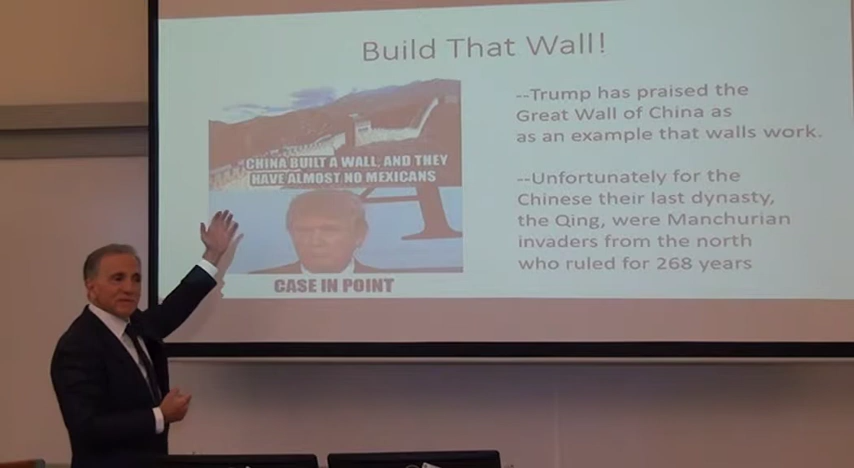 Build That Wall!
CHINA BUILT A WALL AND THEY
HAVE ALMOST NO MEXICANS
CASE IN POINT
--Trump has praised the
Great Wall of China as
as an example that walls work.
--Unfortunately for the
Chinese their last dynasty,
the Qing, were Manchurian
invaders from the north
who ruled for 268 years